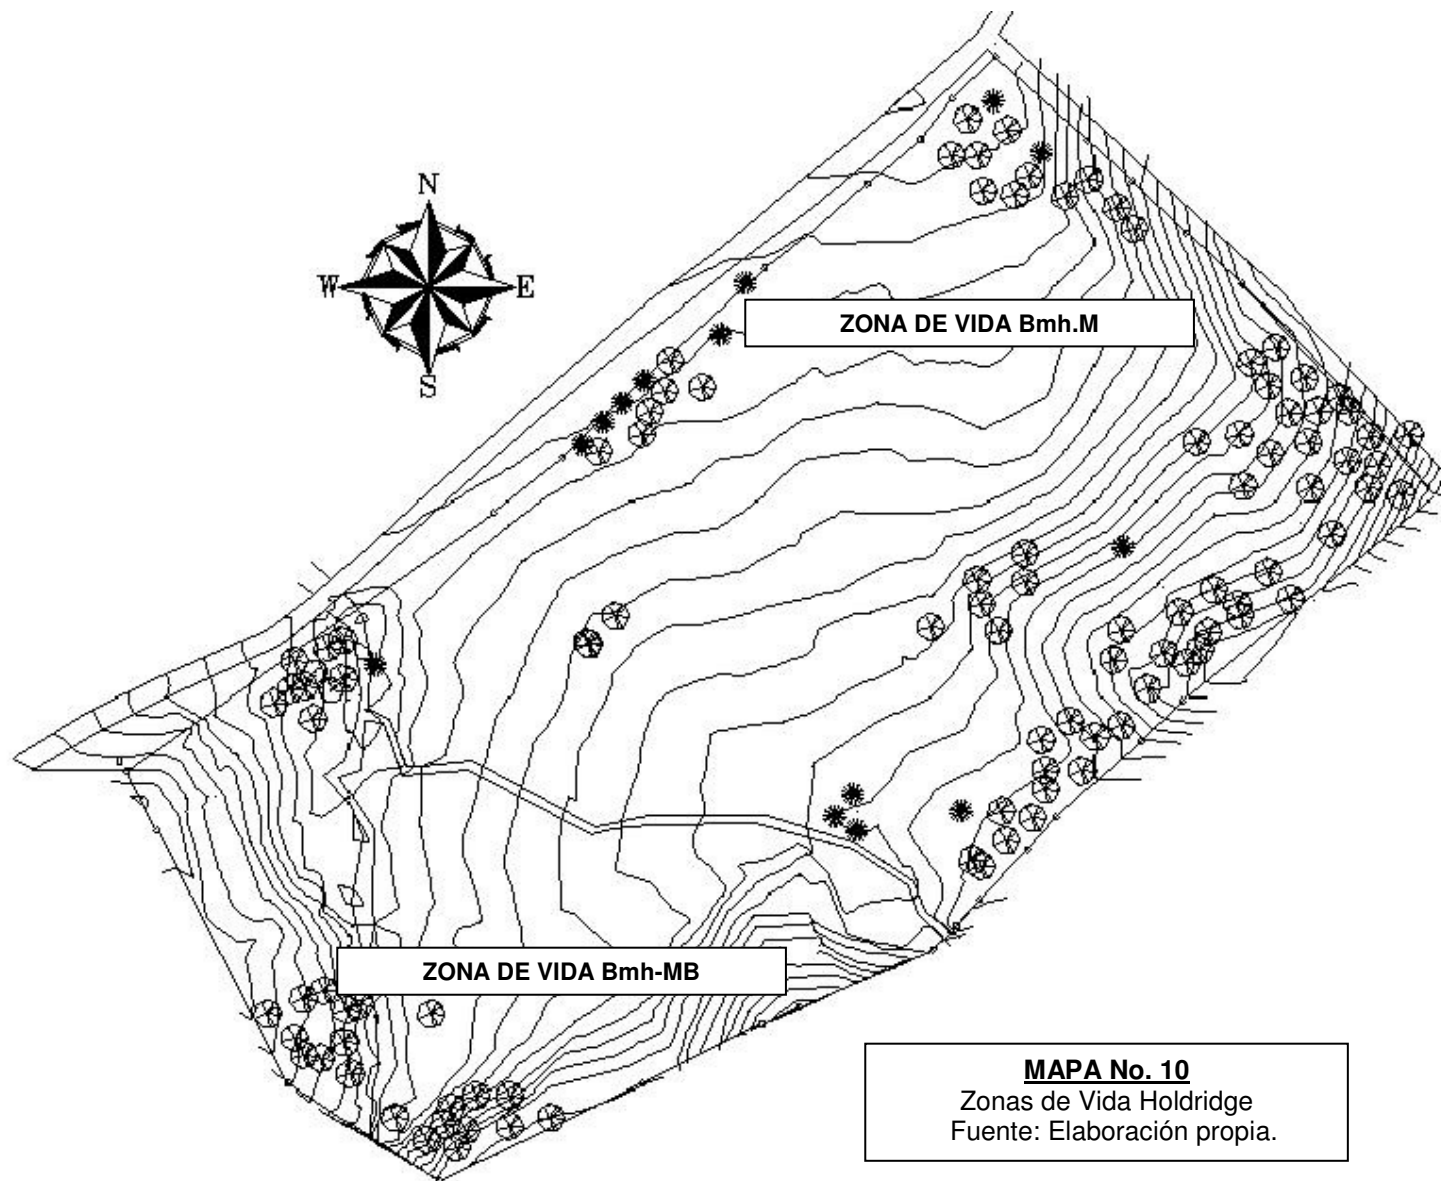 N
W E
S
ZONA DE VIDA Bmh.M
ZONA DE VIDA Bmh-MB
MAPA No. 10
Zonas de Vida Holdridge
Fuente: Elaboración propia.